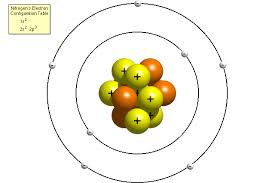 Nitrogen's Electron
Configuration Table
1s²
2s² 2p³
+
+
+
+
+
+
+